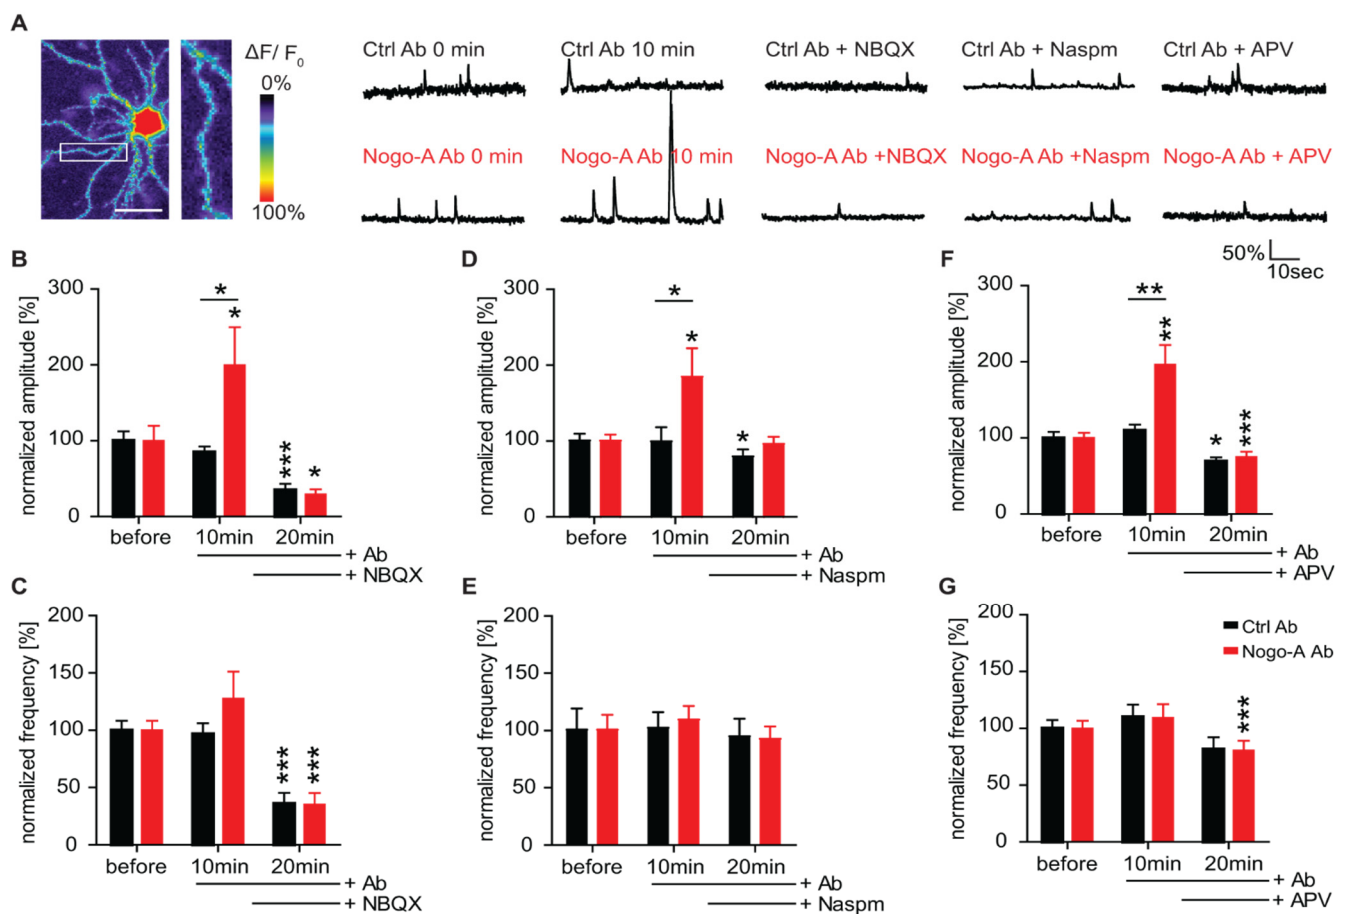 A
ΔF/ F0
0%
100%
Ctrl Ab 0 min
Ctrl Ab 10 min
Ctrl Ab + NBQX
Ctrl Ab + Naspm
Ctrl Ab + APV
Nogo-A Ab 0 min
Nogo-A Ab 10 min
Nogo-A Ab +NBQX
Nogo-A Ab +Naspm
Nogo-A Ab + APV
50%
10sec
B
normalized amplitude [%]
300
200
100
0
*
*
***
*
before
10min
20min
+ Ab
+ NBQX
D
normalized amplitude [%]
300
200
100
0
*
*
*
before
10min
20min
+ Ab
+ Naspm
F
normalized amplitude [%]
300
200
100
0
**
**
*
***
before
10min
20min
+ Ab
+ APV
C
normalized frequency [%]
200
150
100
50
0
***
***
before
10min
20min
+ Ab
+ NBQX
E
normalized frequency [%]
200
150
100
50
0
before
10min
20min
+ Ab
+ Naspm
G
normalized frequency [%]
200
150
100
50
0
Ctrl Ab
Nogo-A Ab
***
before
10min
20min
+ Ab
+ APV